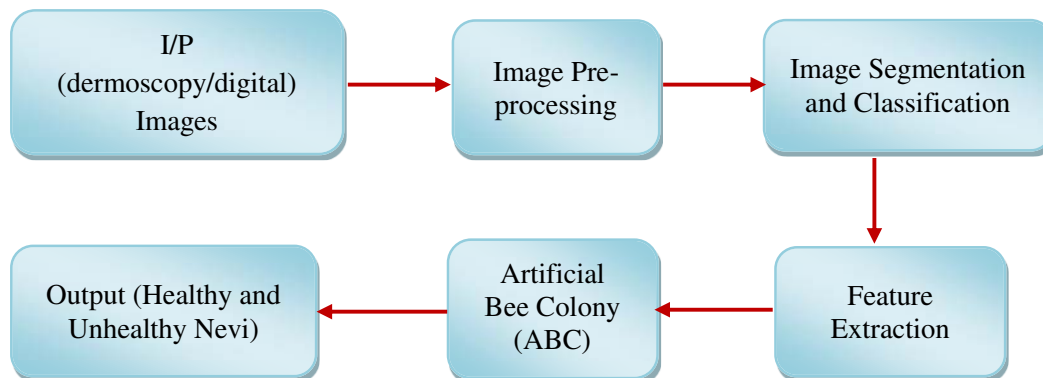 I/P
(dermoscopy/digital)
Images
Image Pre-
processing
Image Segmentation
and Classification
Feature
Extraction
Artificial
Bee Colony
(ABC)
Output (Healthy and
Unhealthy Nevi)